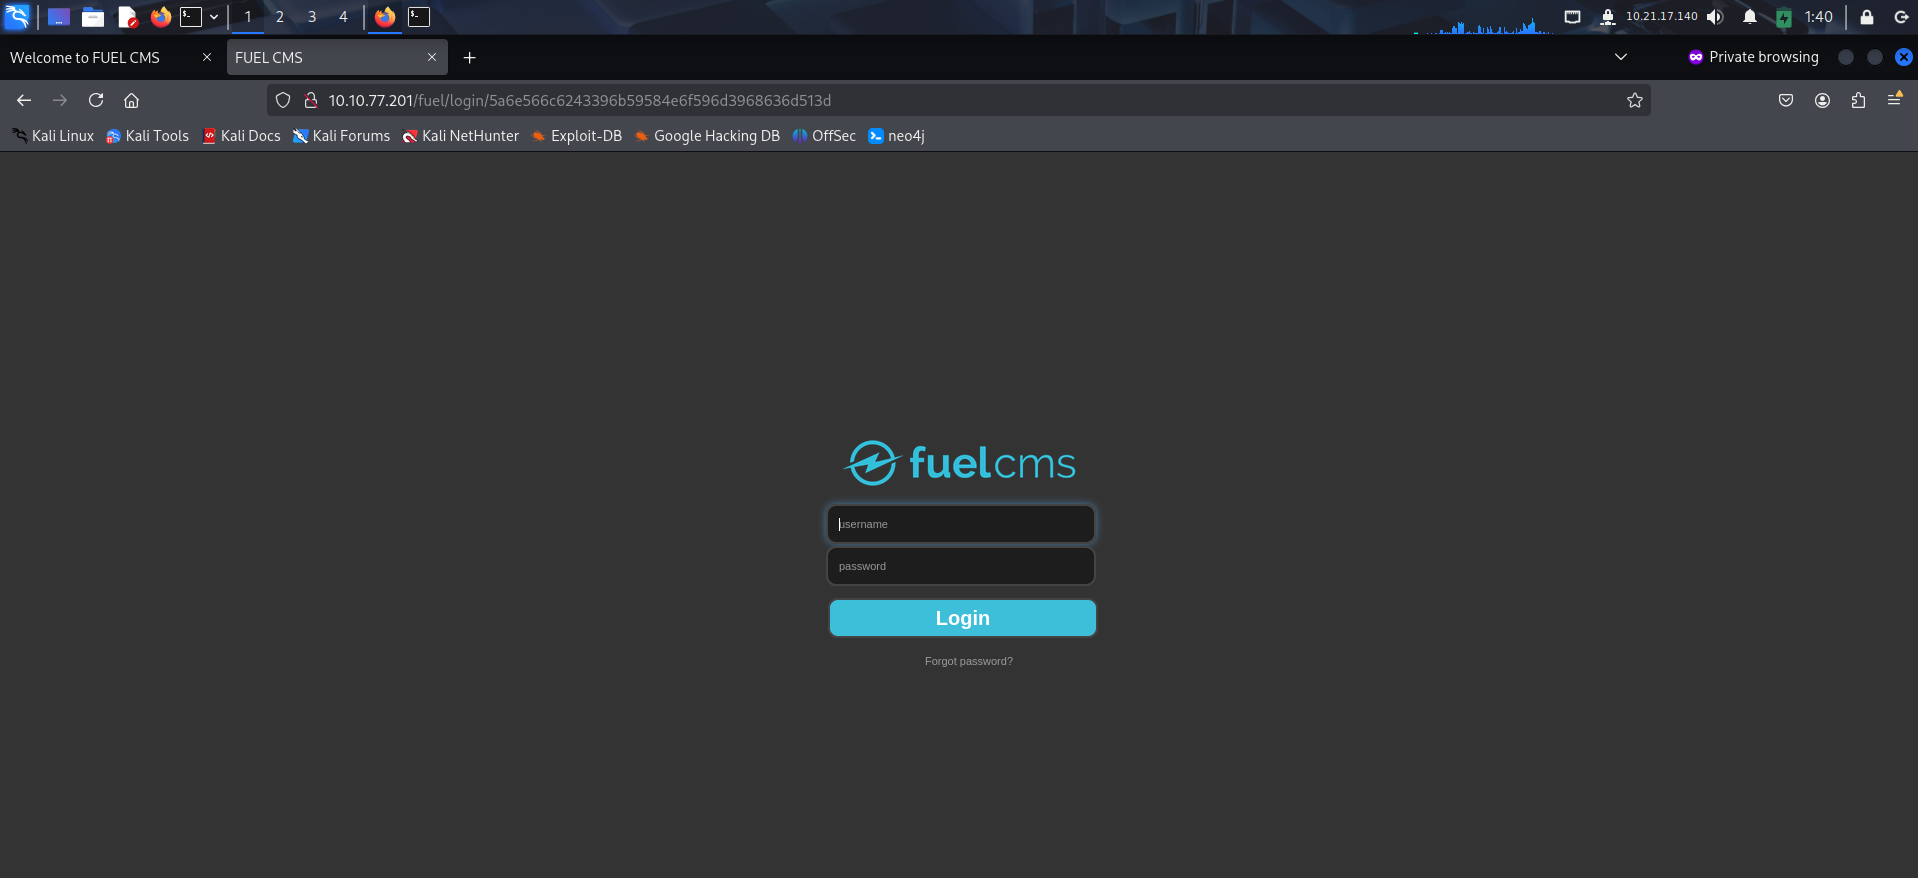 1 2 3 4 10.21.17.140 1:40
Welcome to FUEL CMS FUEL CMS Private browsing
10.10.77.201/fuel/login/5a6e566c6243396b59584e6f596d3968636d513d
Kali Linux Kali Tools Kali Docs Kali Forums Kali NetHunter Exploit-DB Google Hacking DB OffSec neo4j
fuelcms
username
password
Login
Forgot password?